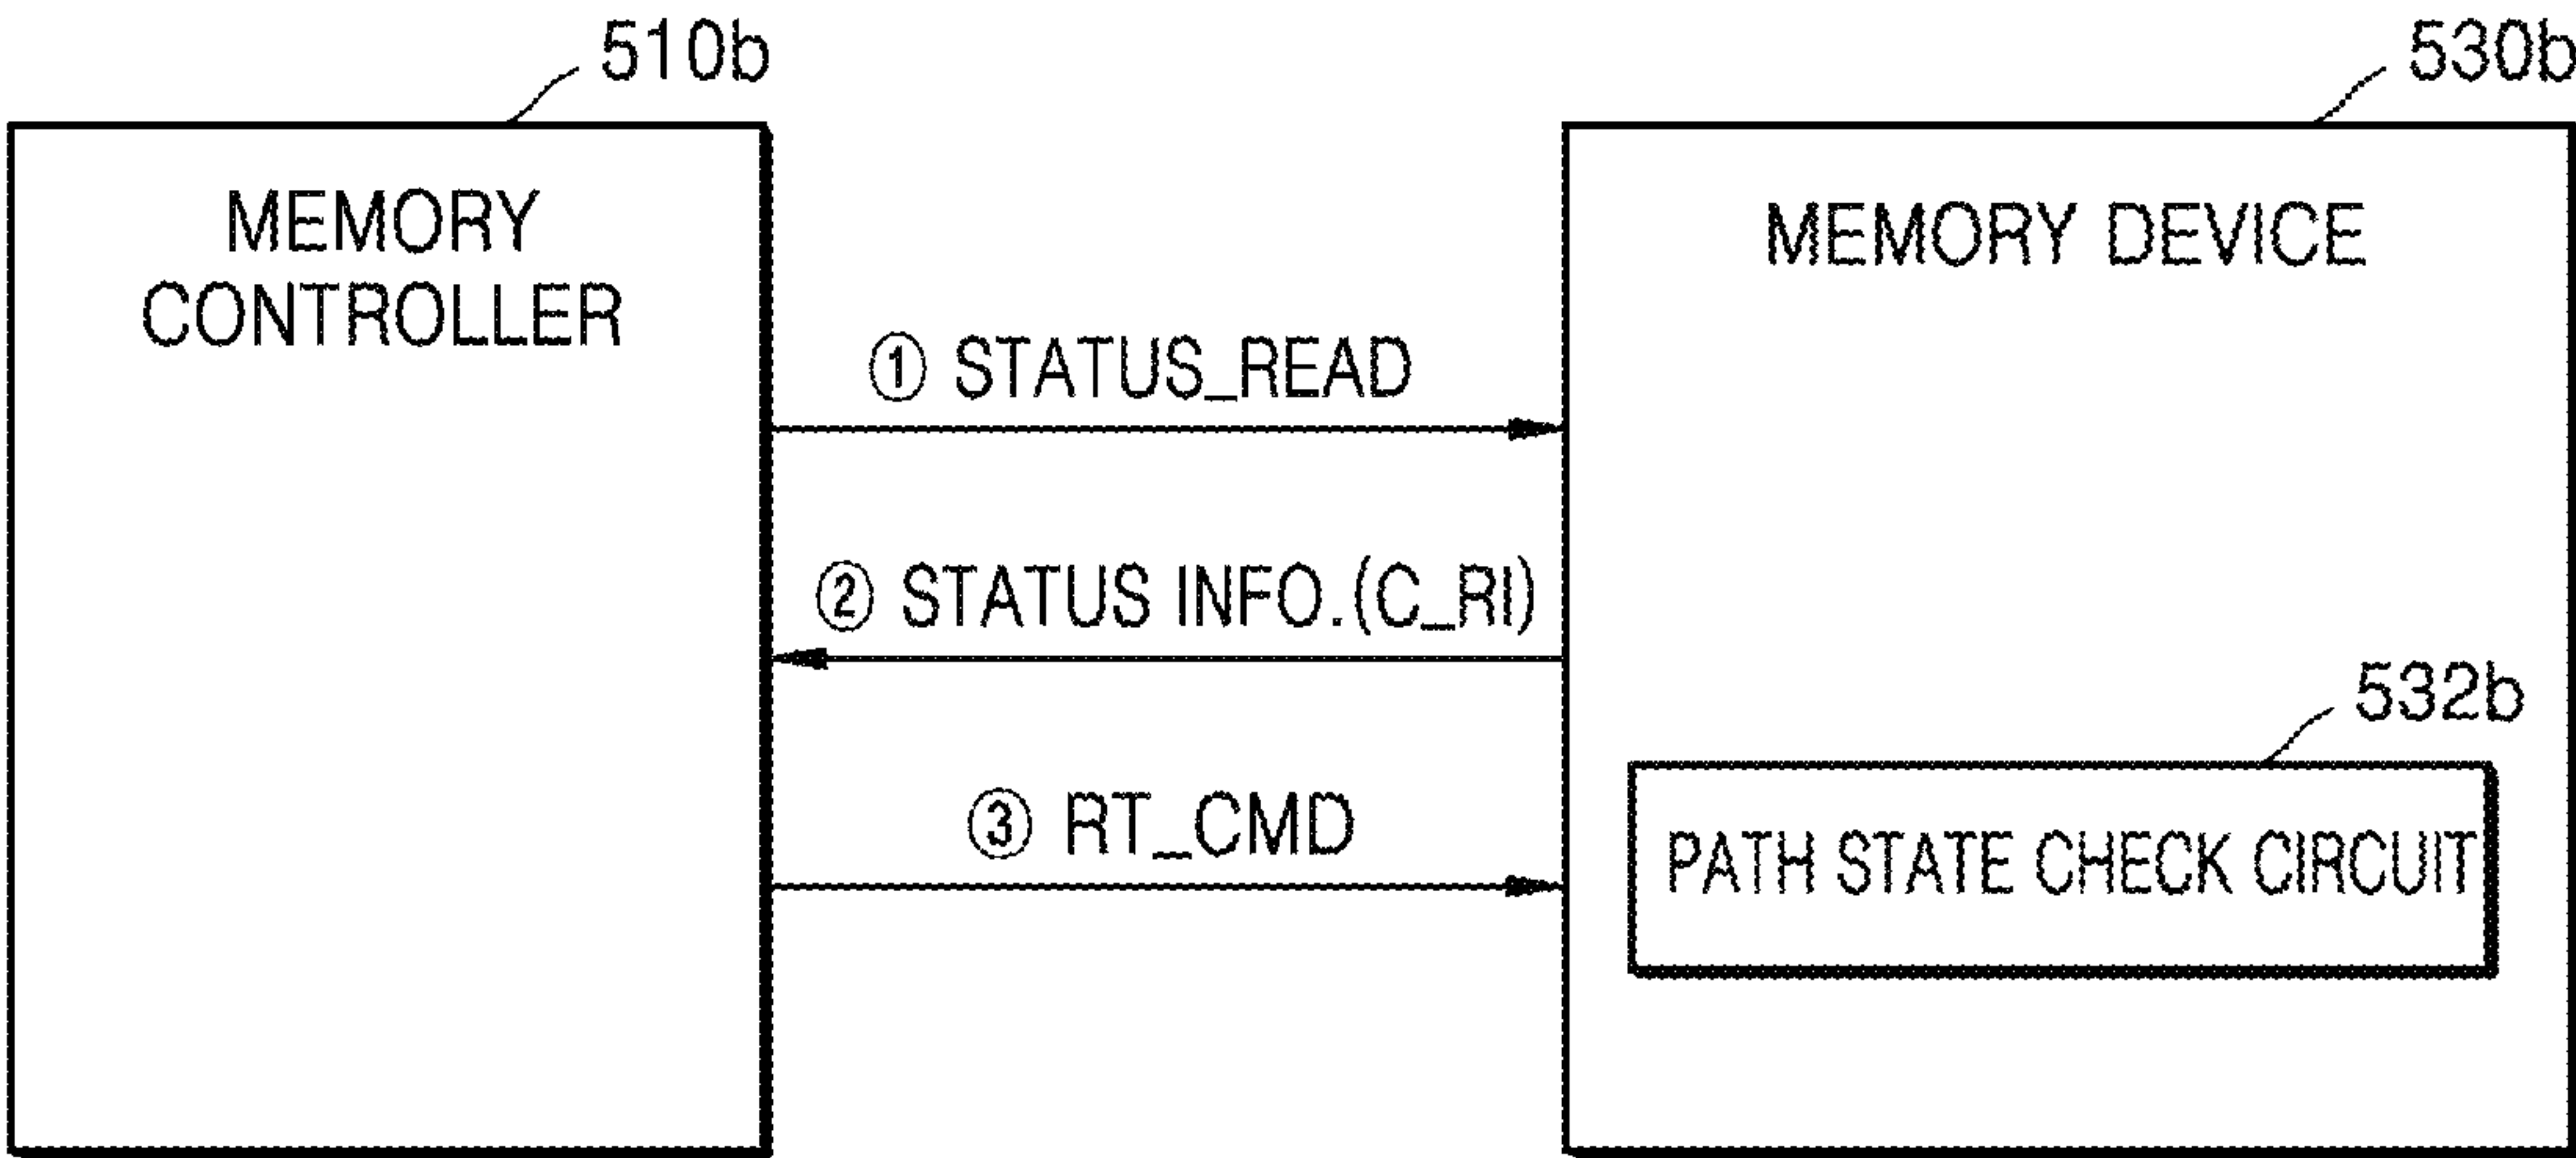 510b
530b
MEMORY
CONTROLLER
MEMORY DEVICE
① STATUS_READ
② STATUS INFO.(C_RI)
532b
③ RT_CMD
PATH STATE CHECK CIRCUIT